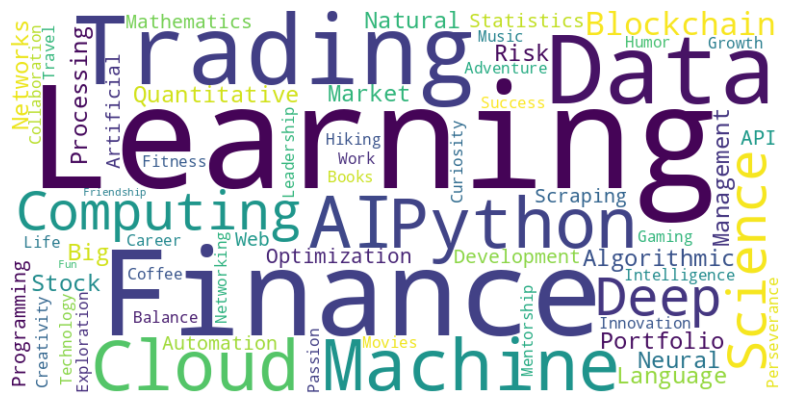 Mathematics
Natural
Statistics
Blockchain
Networks
Collaboration
Travel
Trading
Music
Risk
Humor
Growth
Data
Processing
Artificial
Adventure
Quantitative
Market
Success
Learning
Leadership
Hiking
Work
Curiosity
Management
API
Fitness
Books
Friendship
Computing
AI
Python
Scraping
Science
Life
Career
Networking
Web
Gaming
Big
Fun
Optimization
Development
Algorithmic
Programming
Stock
Coffee
Finance
Intelligence
Deep
Creativity
Technology
Exploration
Balance
Innovation
Perseverance
Automation
Passion
Movies
Mentorship
Portfolio
Cloud
Machine
Neural
Language